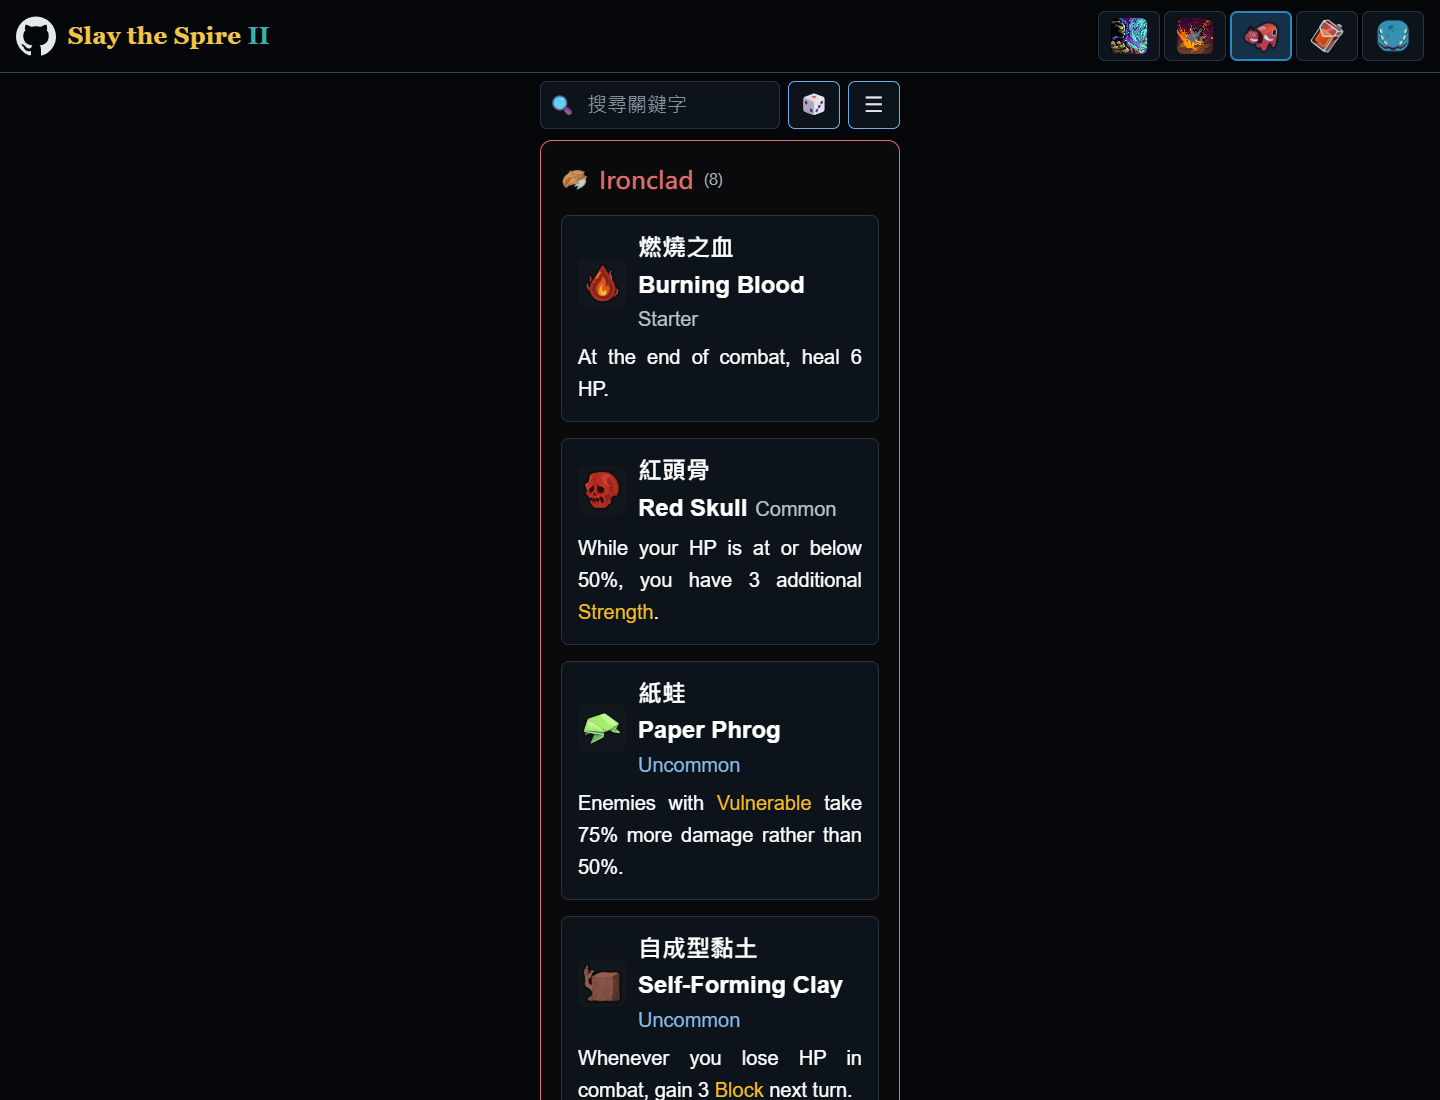 Slay the Spire II
搜尋關鍵字
Ironclad (8)
燃燒之血
Burning Blood
Starter
At the end of combat, heal 6
HP.
紅頭骨
Red Skull Common
While your HP is at or below
50%, you have 3 additional
Strength.
紙蛙
Paper Phrog
Uncommon
Enemies with Vulnerable take
75% more damage rather than
50%.
自成型黏土
Self-Forming Clay
Uncommon
Whenever you lose HP in
combat, gain 3 Block next turn.